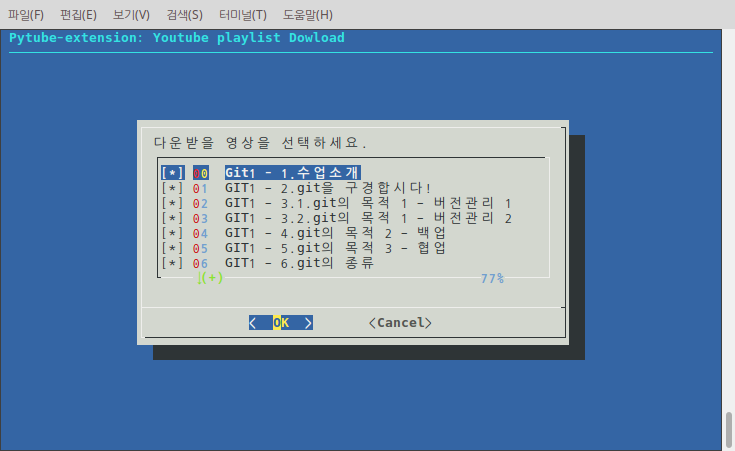 파일(F) 편집(E) 보기(V) 검색(S) 터미널(T) 도움말(H)
Pytube-extension: Youtube playlist Dowload
다운받을 영상을 선택하세요.
[*] 00 Git1 - 1.수업소개
[*] 01 GIT1 - 2.git을 구경합시다!
[*] 02 GIT1 - 3.1.git의 목적 1 - 버전관리 1
[*] 03 GIT1 - 3.2.git의 목적 1 - 버전관리 2
[*] 04 GIT1 - 4.git의 목적 2 - 백업
[*] 05 GIT1 - 5.git의 목적 3 - 협업
[*] 06 GIT1 - 6.git의 종류
↓(+) 77%
< OK > <Cancel>